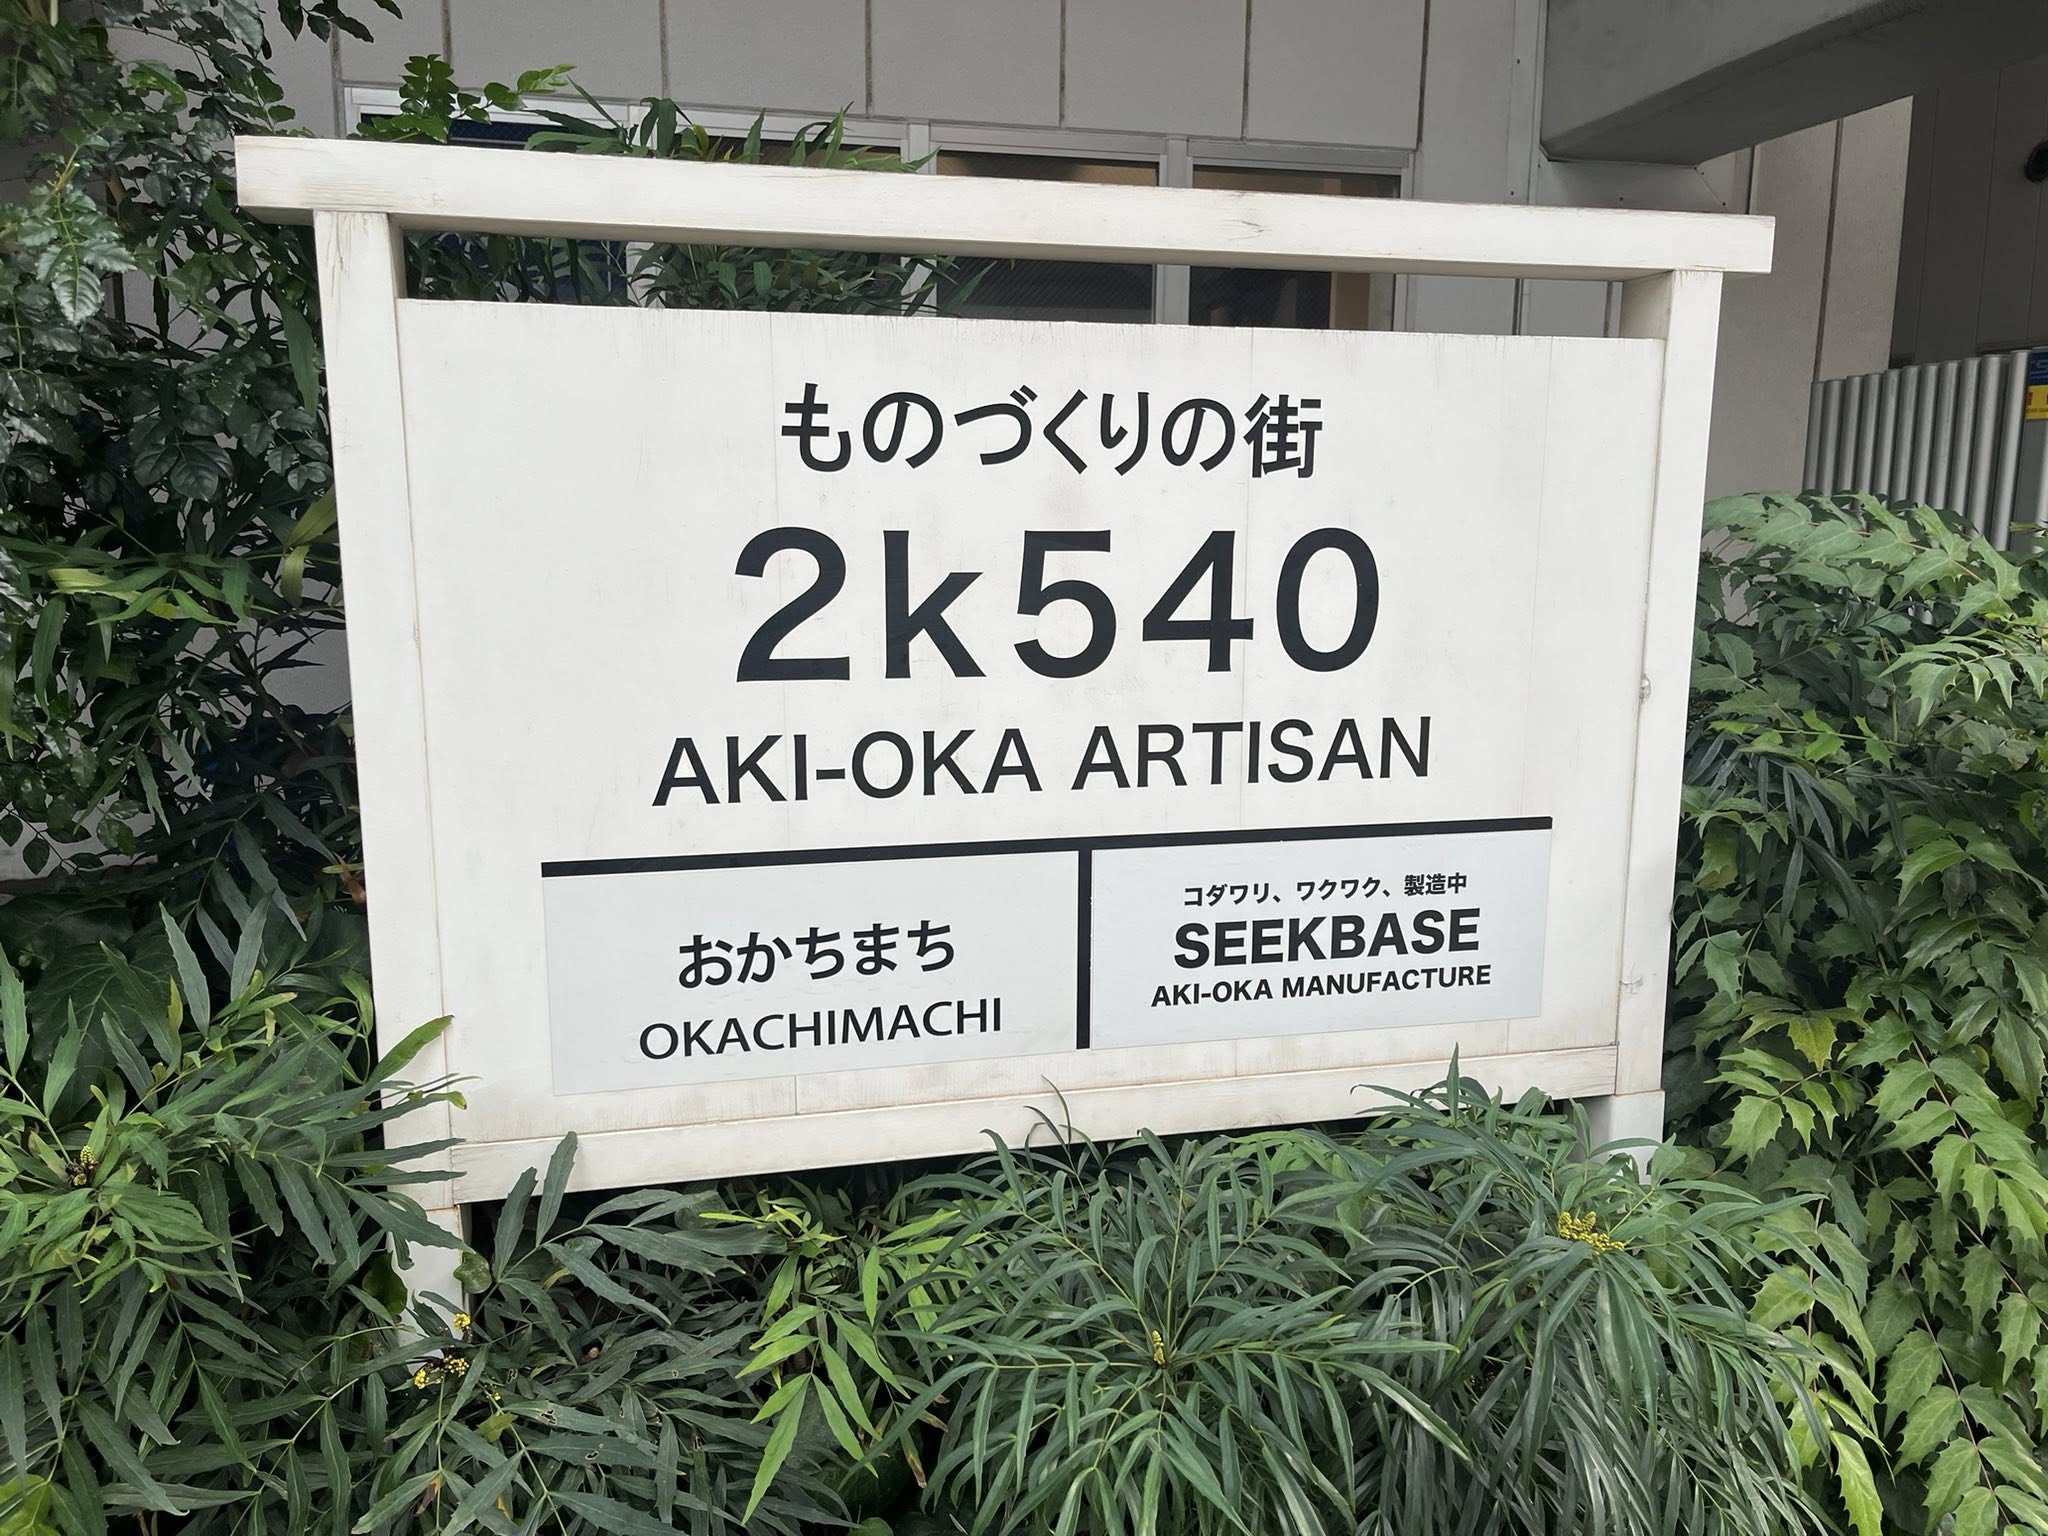 ものづくりの街
2k540
AKI-OKA ARTISAN
おかちまち
OKACHIMACHI
コダワリ、ワクワク、製造中
SEEKBASE
AKI-OKA MANUFACTURE